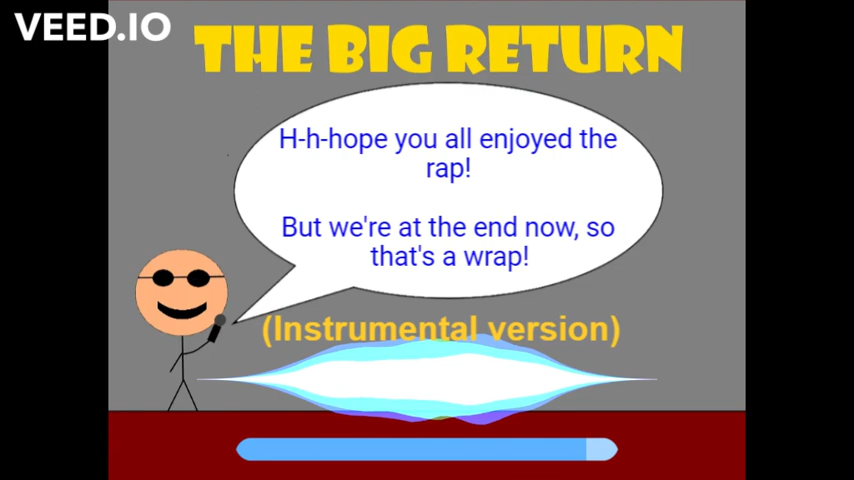 VEED.IO
THE BIG RETURN
H-h-hope you all enjoyed the
rap!
But we're at the end now, so
that's a wrap!
(Instrumental version)